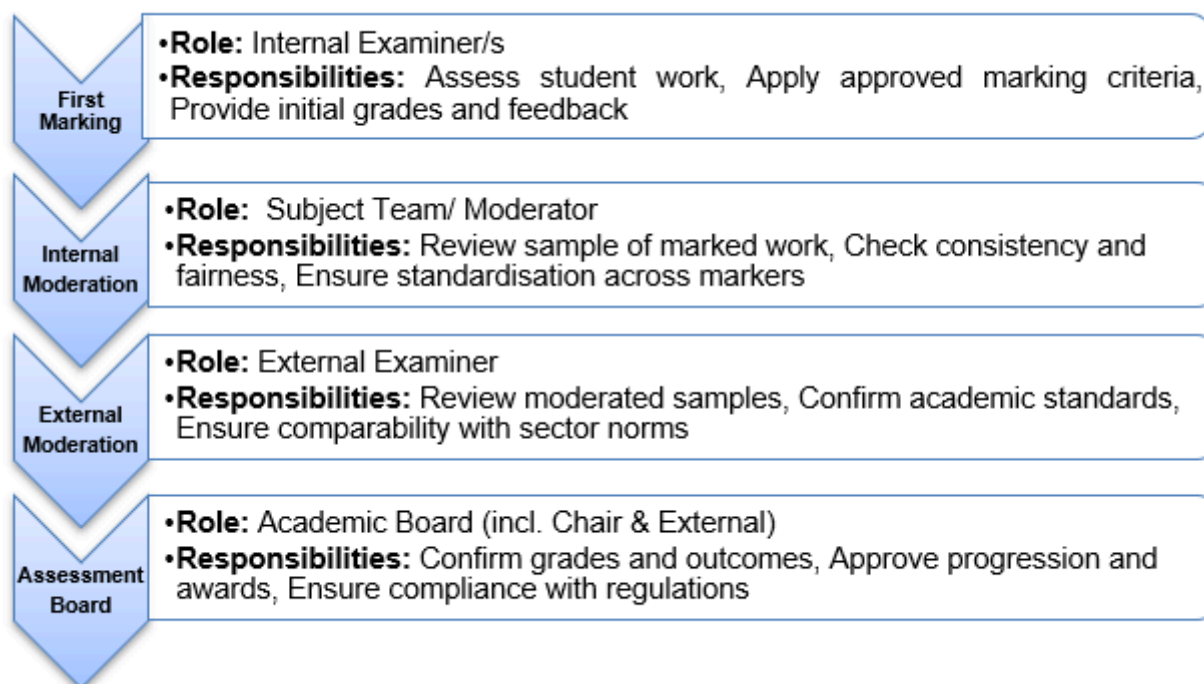 First
Marking
•Role: Internal Examiner/s
•Responsibilities: Assess student work, Apply approved marking criteria,
Provide initial grades and feedback
Internal
Moderation
•Role: Subject Team/ Moderator
•Responsibilities: Review sample of marked work, Check consistency and
fairness, Ensure standardisation across markers
External
Moderation
•Role: External Examiner
•Responsibilities: Review moderated samples, Confirm academic standards,
Ensure comparability with sector norms
Assessment
Board
•Role: Academic Board (incl. Chair & External)
•Responsibilities: Confirm grades and outcomes, Approve progression and
awards, Ensure compliance with regulations